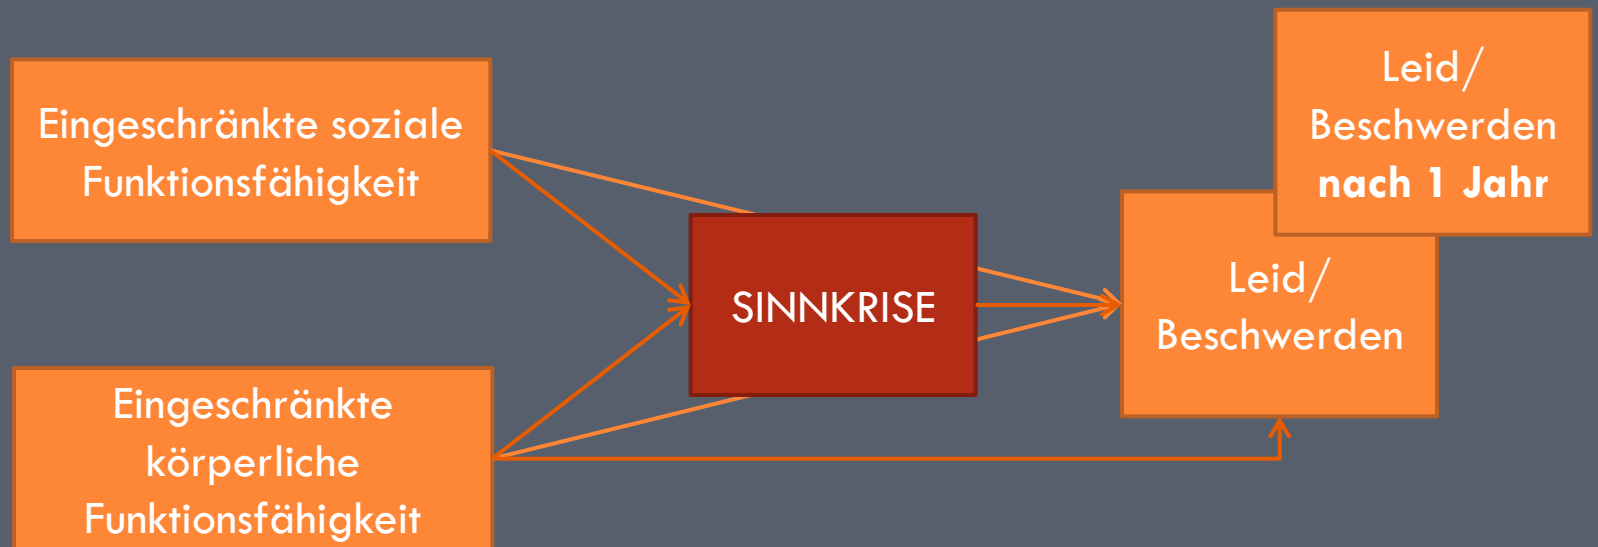 Eingeschränkte soziale
Funktionsfähigkeit
Eingeschränkte
körperliche
Funktionsfähigkeit
SINNKRISE
Leid/
Beschwerden
nach 1 Jahr
Leid/
Beschwerden